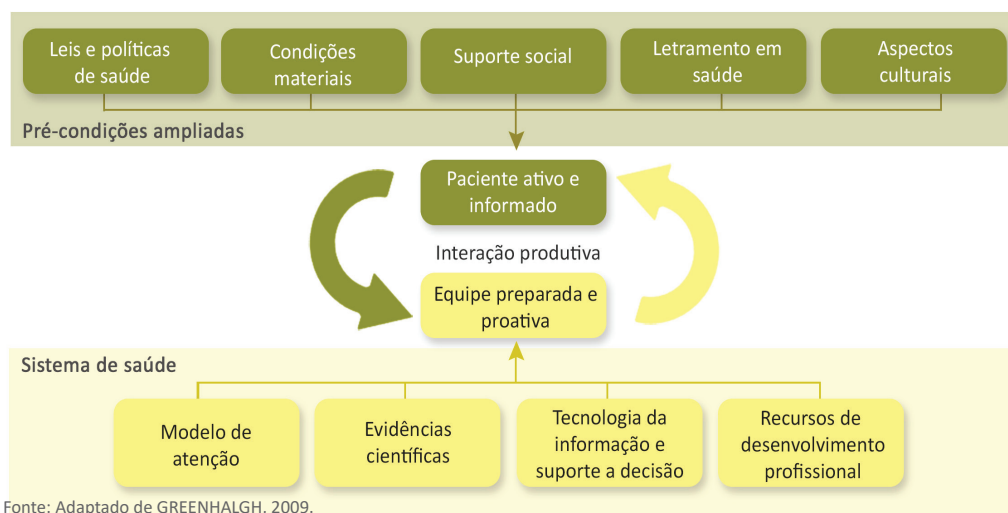 Leis e políticas
de saúde
Condições
materiais
Suporte social
Letramento em
saúde
Aspectos
culturais
Pré-condições ampliadas
Paciente ativo e
informado
Interação produtiva
Equipe preparada e
proativa
Sistema de saúde
Modelo de
atenção
Evidências
científicas
Tecnologia da
informação e
suporte a decisão
Recursos de
desenvolvimento
profissional
Fonte: Adaptado de GREENHALGH, 2009.